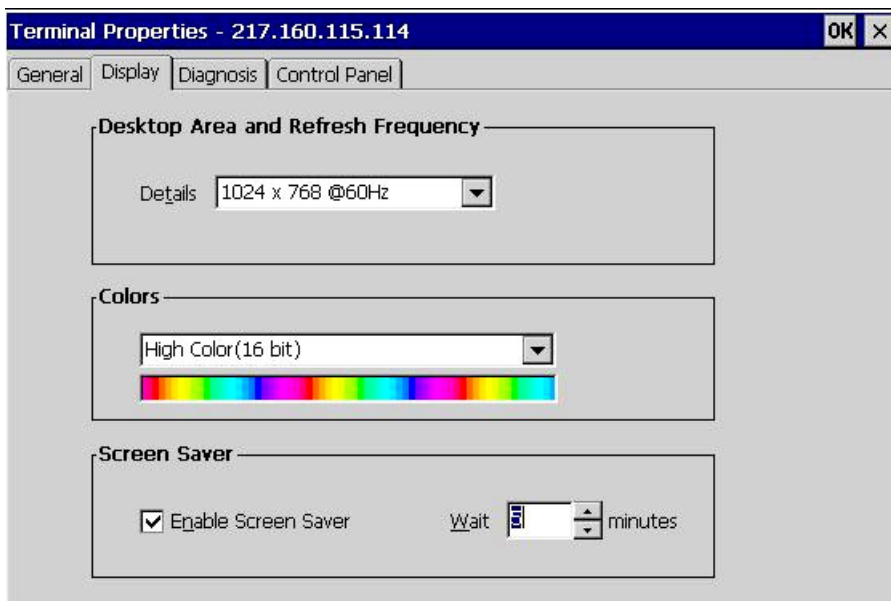 Terminal Properties - 217.160.115.114 OK
General Display Diagnosis Control Panel
Desktop Area and Refresh Frequency
Details 1024 x 768 @60Hz
Colors
High Color(16 bit)
Screen Saver
Enable Screen Saver Wait minutes